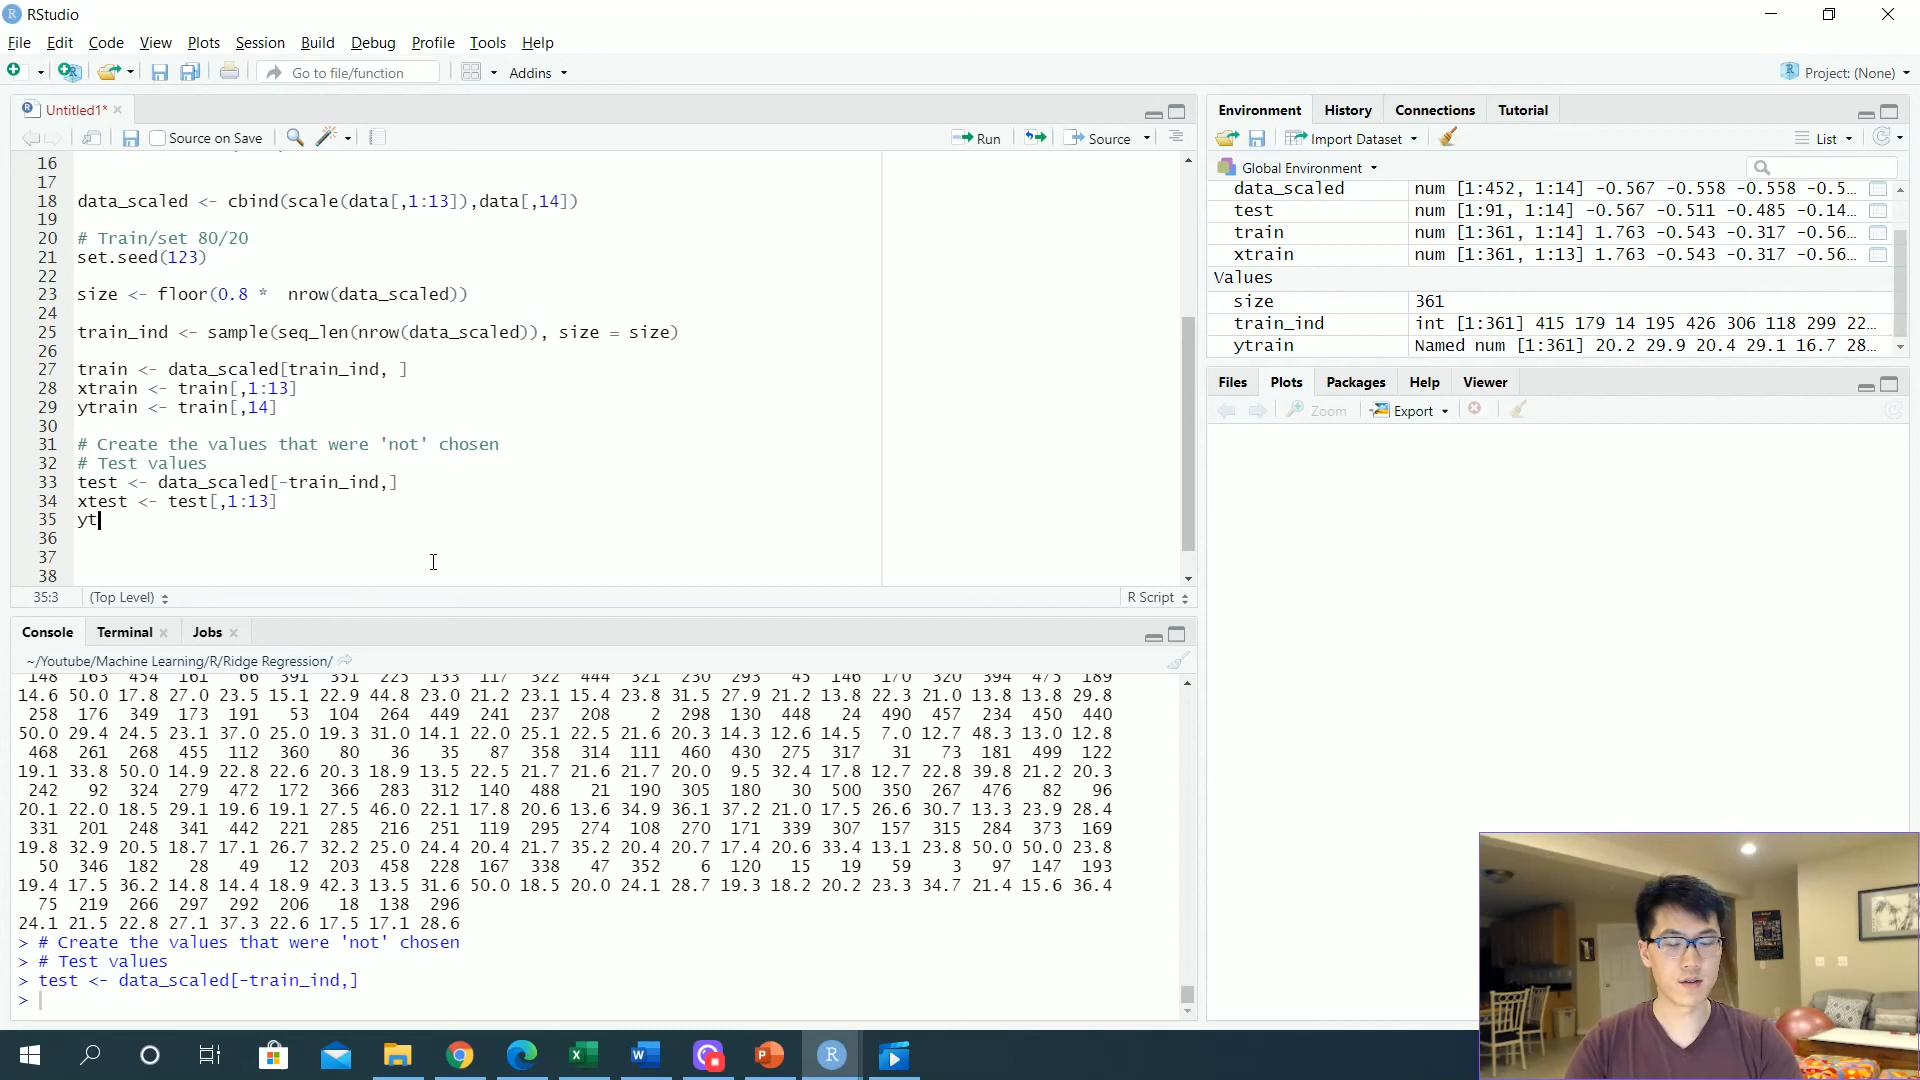 RStudio
File Edit Code View Plots Session Build Debug Profile Tools Help
Go to file/function Addins Project: (None)
Untitled1*
Source on Save Run Source
16
17
18 data_scaled <- cbind(scale(data[,1:13]),data[,14])
19
20 # Train/set 80/20
21 set.seed(123)
22
23 size <- floor(0.8 *  nrow(data_scaled))
24
25 train_ind <- sample(seq_len(nrow(data_scaled)), size = size)
26
27 train <- data_scaled[train_ind, ]
28 xtrain <- train[,1:13]
29 ytrain <- train[,14]
30
31 # Create the values that were 'not' chosen
32 # Test values
33 test <- data_scaled[-train_ind,]
34 xtest <- test[,1:13]
35 yt
36
37
38
35:3 (Top Level) R Script
Console Terminal Jobs
~/Youtube/Machine Learning/R/Ridge Regression/
148 163 454 161 66 391 351 225 133 117 322 444 321 230 293 45 146 170 320 394 475 189
14.6 50.0 17.8 27.0 23.5 15.1 22.9 44.8 23.0 21.2 23.1 15.4 23.8 31.5 27.9 21.2 13.8 22.3 21.0 13.8 13.8 29.8
258 176 349 173 191 53 104 264 449 241 237 208 2 298 130 448 24 490 457 234 450 440
50.0 29.4 24.5 23.1 37.0 25.0 19.3 31.0 14.1 22.0 25.1 22.5 21.6 20.3 14.3 12.6 14.5 7.0 12.7 48.3 13.0 12.8
468 261 268 455 112 360 80 36 35 87 358 314 111 460 430 275 317 31 73 181 499 122
19.1 33.8 50.0 14.9 22.8 22.6 20.3 18.9 13.5 22.5 21.7 21.6 21.7 20.0 9.5 32.4 17.8 12.7 22.8 39.8 21.2 20.3
242 92 324 279 472 172 366 283 312 140 488 21 190 305 180 30 500 350 267 476 82 96
20.1 22.0 18.5 29.1 19.6 19.1 27.5 46.0 22.1 17.8 20.6 13.6 34.9 36.1 37.2 21.0 17.5 26.6 30.7 13.3 23.9 28.4
331 201 248 341 442 221 285 216 251 119 295 274 108 270 171 339 307 157 315 284 373 169
19.8 32.9 20.5 18.7 17.1 26.7 32.2 25.0 24.4 20.4 21.7 35.2 20.4 20.7 17.4 20.6 33.4 13.1 23.8 50.0 50.0 23.8
50 346 182 28 49 12 203 458 228 167 338 47 352 6 120 15 19 59 3 97 147 193
19.4 17.5 36.2 14.8 14.4 18.9 42.3 13.5 31.6 50.0 18.5 20.0 24.1 28.7 19.3 18.2 20.2 23.3 34.7 21.4 15.6 36.4
75 219 266 297 292 206 18 138 296
24.1 21.5 22.8 27.1 37.3 22.6 17.5 17.1 28.6
> # Create the values that were 'not' chosen
> # Test values
> test <- data_scaled[-train_ind,]
>
Environment History Connections Tutorial
Import Dataset List
Global Environment
data_scaled num [1:452, 1:14] -0.567 -0.558 -0.558 -0.5…
test num [1:91, 1:14] -0.567 -0.511 -0.485 -0.14…
train num [1:361, 1:14] 1.763 -0.543 -0.317 -0.56…
xtrain num [1:361, 1:13] 1.763 -0.543 -0.317 -0.56…
Values
size 361
train_ind int [1:361] 415 179 14 195 426 306 118 299 22…
ytrain Named num [1:361] 20.2 29.9 20.4 29.1 16.7 28…
Files Plots Packages Help Viewer
Zoom Export